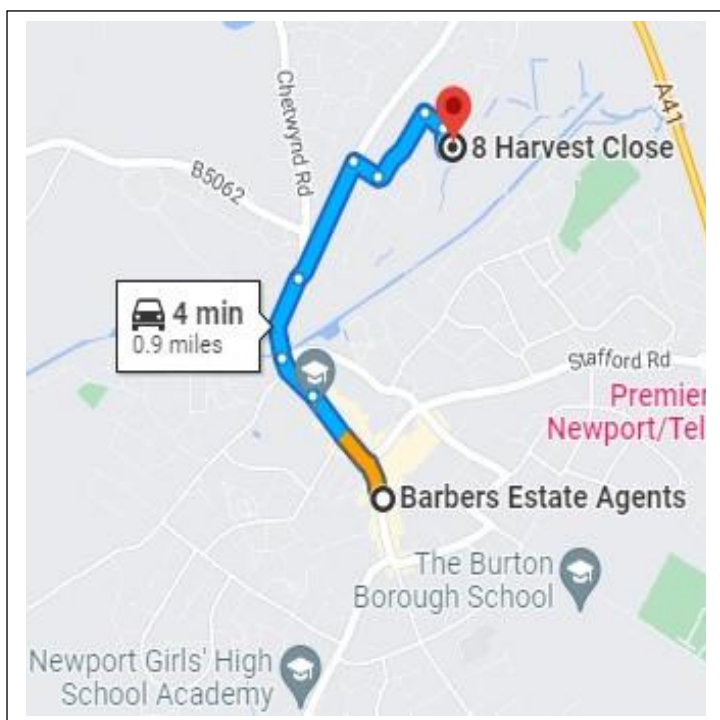 Chetwynd Rd
A41
8 Harvest Close
B5062
4 min
0.9 miles
Stafford Rd
Premier
Newport/Tel
Barbers Estate Agents
The Burton
Borough School
Newport Girls' High
School Academy